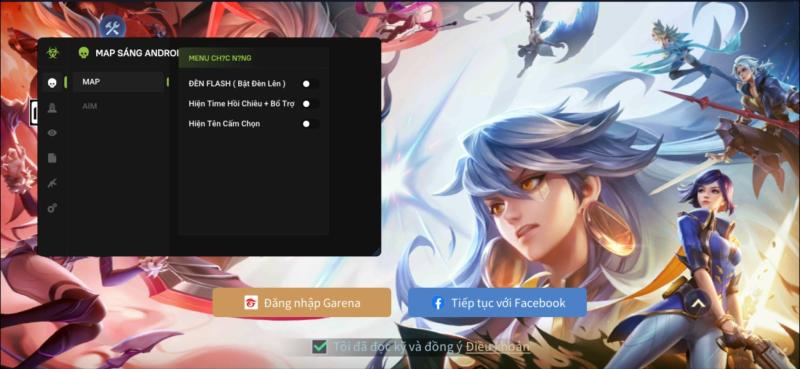 MAP SÁNG ANDROI
MENU CH?C N?NG
MAP
ĐÈN FLASH ( Bật Đèn Lên )
AIM
Hiện Time Hồi Chiêu + Bổ Trợ
Hiện Tên Cấm Chọn
Đăng nhập Garena
Tiếp tục với Facebook
Tôi đã đọc kỹ và đồng ý Điều khoản